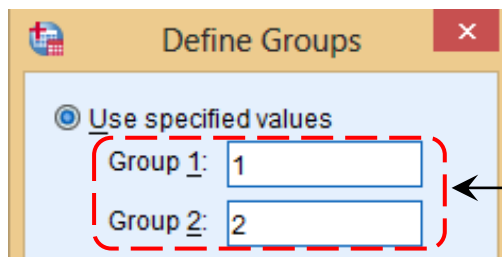 Define Groups
Use specified values
Group 1: 1
Group 2: 2